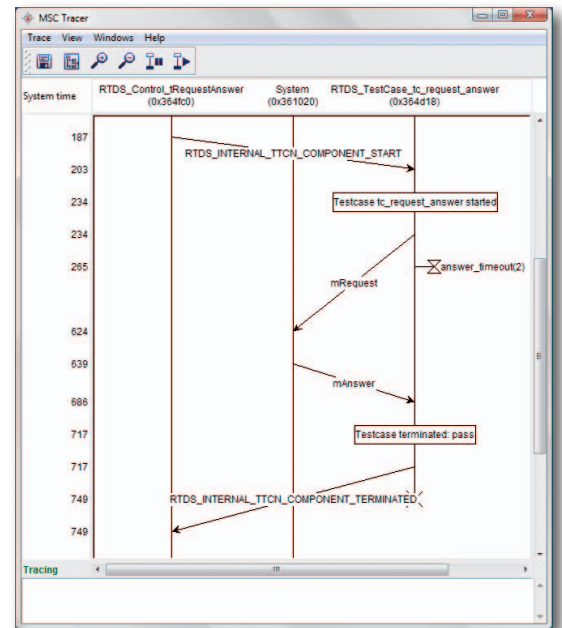 MSC Tracer
Trace View Windows Help
System time
RTDS_Control_tRequestAnswer
(0x364fc0)
System
(0x361020)
RTDS_TestCase_tc_request_answer
(0x364d18)
187
RTDS_INTERNAL_TTCN_COMPONENT_START
203
234
Testcase tc_request_answer started
234
265
answer_timeout(2)
mRequest
624
639
mAnswer
686
717
Testcase terminated: pass
717
749
RTDS_INTERNAL_TTCN_COMPONENT_TERMINATED
749
Tracing